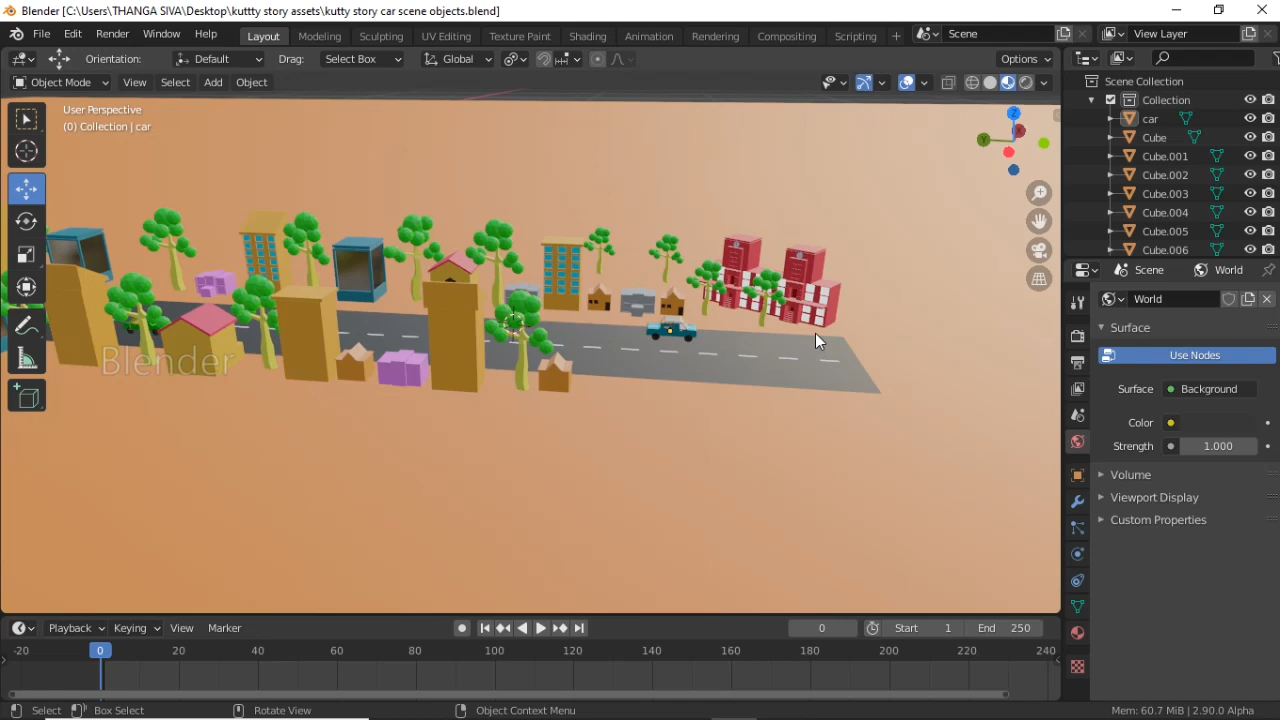 Blender [C:\Users\THANGA SIVA\Desktop\kuttty story assets\kutty story car scene objects.blend]
File Edit Render Window Help Layout Modeling Sculpting UV Editing Texture Paint Shading Animation Rendering Compositing Scripting + Scene View Layer
Orientation: Default Drag: Select Box Global Options
Object Mode View Select Add Object
Scene Collection
User Perspective
(0) Collection | car
Collection
car
Cube
Cube.001
Cube.002
Cube.003
Cube.004
Cube.005
Cube.006
Z
Y
Scene World
World
Surface
Use Nodes
Surface Background
Color
Strength 1.000
Volume
Viewport Display
Custom Properties
Blender
Playback Keying View Marker 0 Start 1 End 250
-20 0 20 40 60 80 100 120 140 160 180 200 220 240
Select Box Select Rotate View Object Context Menu Mem: 60.7 MiB | 2.90.0 Alpha